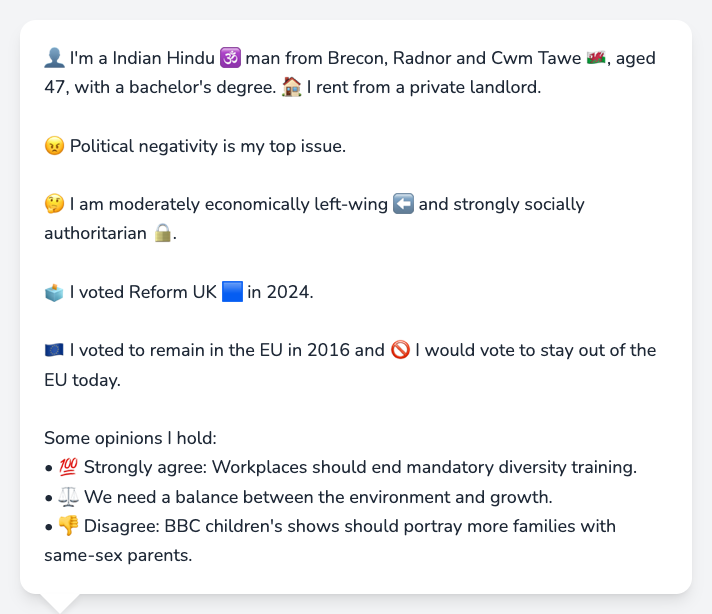 👤 I'm a Indian Hindu 🕉️ man from Brecon, Radnor and Cwm Tawe 🏴󠁧󠁢󠁷󠁬󠁳󠁿, aged
47, with a bachelor's degree. 🏠 I rent from a private landlord.
😠 Political negativity is my top issue.
🤔 I am moderately economically left-wing ⬅️ and strongly socially
authoritarian 🔒.
🗳️ I voted Reform UK 🟦 in 2024.
🇪🇺 I voted to remain in the EU in 2016 and 🚫 I would vote to stay out of the
EU today.
Some opinions I hold:
• 💯 Strongly agree: Workplaces should end mandatory diversity training.
• ⚖️ We need a balance between the environment and growth.
• 👎 Disagree: BBC children's shows should portray more families with
same-sex parents.